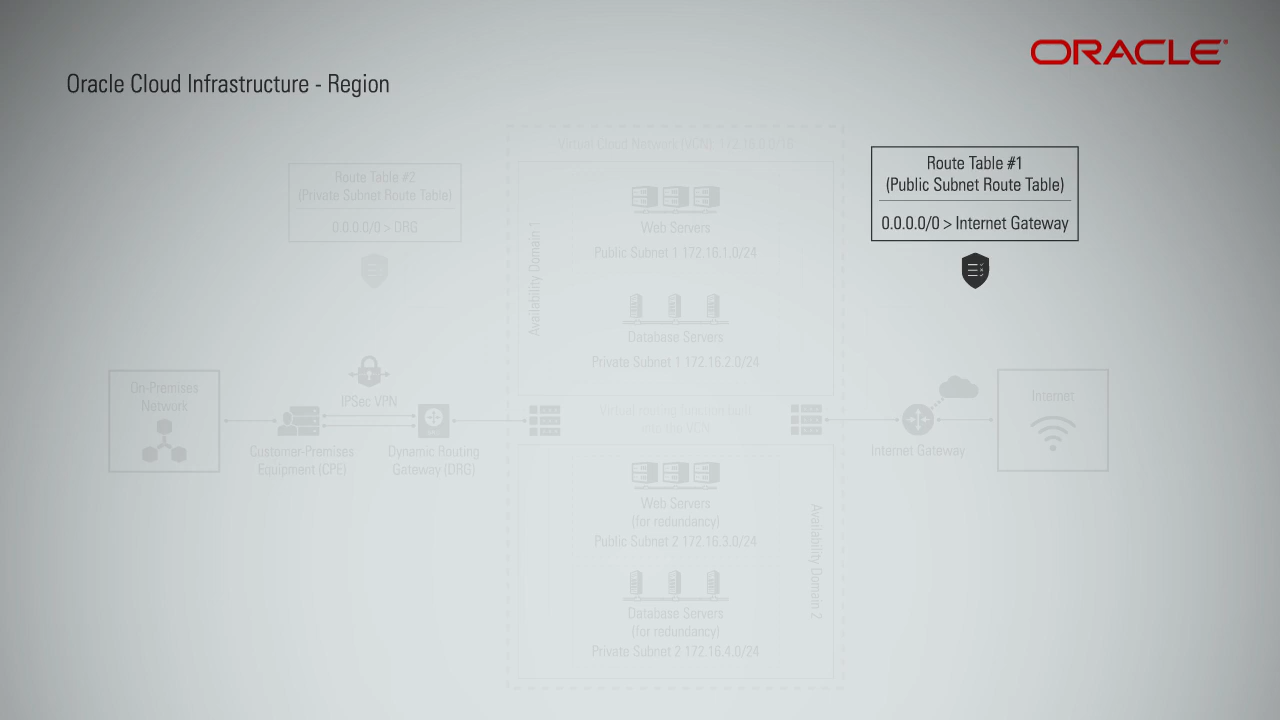 ORACLE
Oracle Cloud Infrastructure - Region
Virtual Cloud Network (VCN) 172.16.0.0/16
Route Table #2
(Private Subnet Route Table)
0.0.0.0/0 > DRG
Route Table #1
(Public Subnet Route Table)
0.0.0.0/0 > Internet Gateway
Availability Domain 1
Web Servers
Public Subnet 1 172.16.1.0/24
Database Servers
Private Subnet 1 172.16.2.0/24
On-Premises
Network
IPSec VPN
Customer-Premises
Equipment (CPE)
Dynamic Routing
Gateway (DRG)
Virtual routing function built
into the VCN
Internet Gateway
Internet
Web Servers
(for redundancy)
Public Subnet 2 172.16.3.0/24
Availability Domain 2
Database Servers
(for redundancy)
Private Subnet 2 172.16.4.0/24